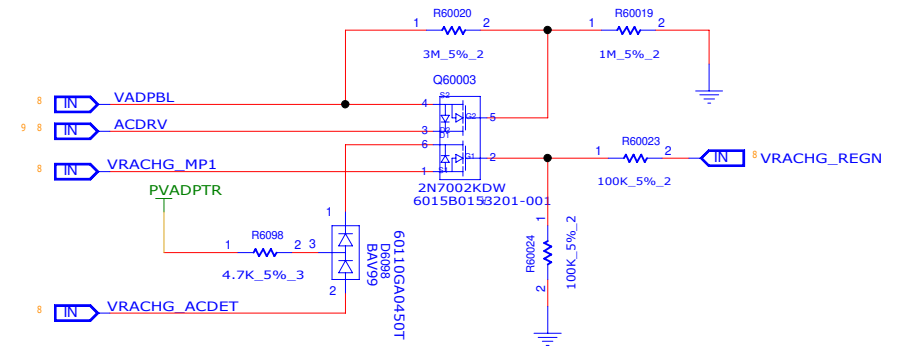 R60020
1 2
3M_5%_2
R60019
1 2
1M_5%_2
Q60003
8 IN VADPBL
4 S2
G2 5
9 8 IN ACDRV
3 D2
D1
6
8 IN VRACHG_MP1
1 S1
G1 2
2N7002KDW
R60023
1 2
100K_5%_2
IN 8 VRACHG_REGN
PVADPTR
R6098
1 2 3
4.7K_5%_3
1
2
BAV99
D6098
60110GA0450T
1
R60024
2
100K_5%_2
8 IN VRACHG_ACDET